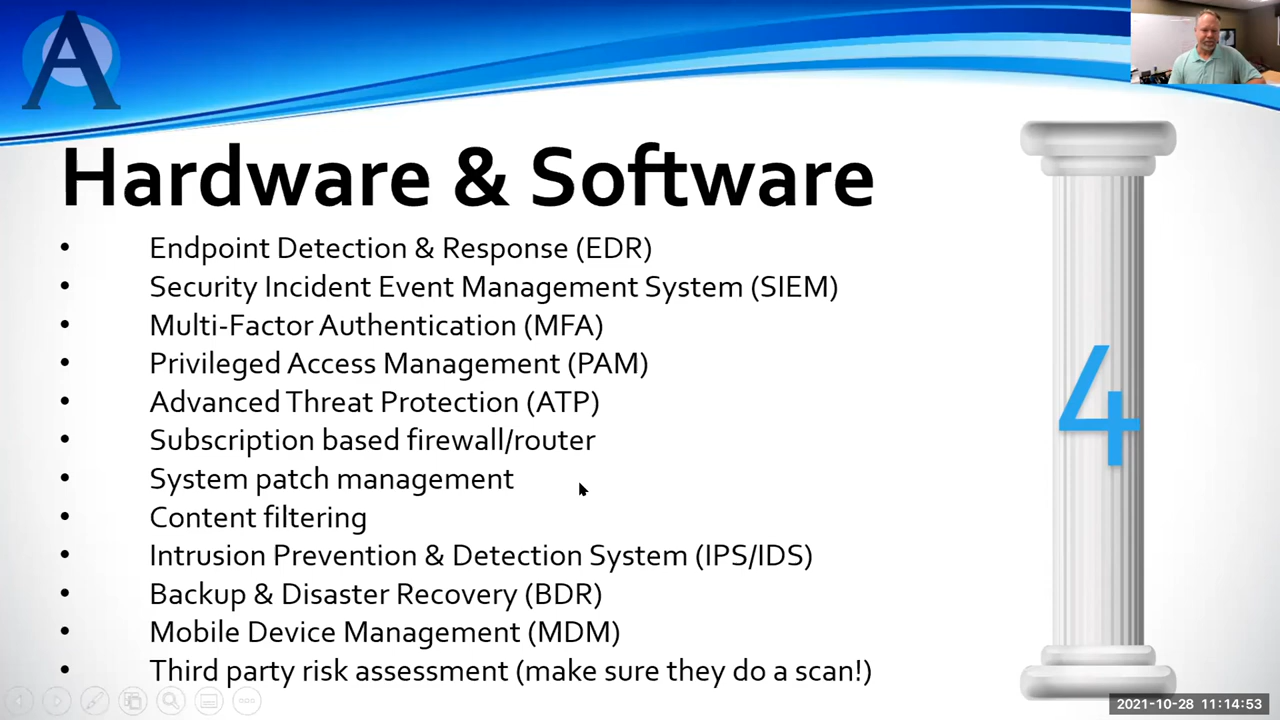 A
Hardware & Software
• Endpoint Detection & Response (EDR)
• Security Incident Event Management System (SIEM)
• Multi-Factor Authentication (MFA)
• Privileged Access Management (PAM)
• Advanced Threat Protection (ATP)
• Subscription based firewall/router
• System patch management
• Content filtering
• Intrusion Prevention & Detection System (IPS/IDS)
• Backup & Disaster Recovery (BDR)
• Mobile Device Management (MDM)
• Third party risk assessment (make sure they do a scan!)
4
2021-10-28 11:14:53